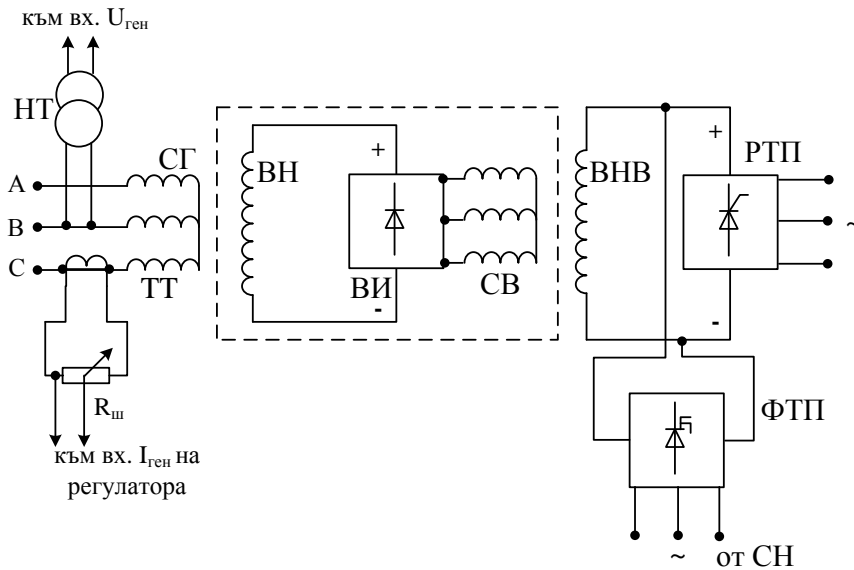 към вх. Uген
НТ
СГ
A
B
C
ТТ
Rш
към вх. Iген на
регулатора
ВН
+
-
ВИ
СВ
ВНВ
+
-
РТП
~
ФТП
~ от СН